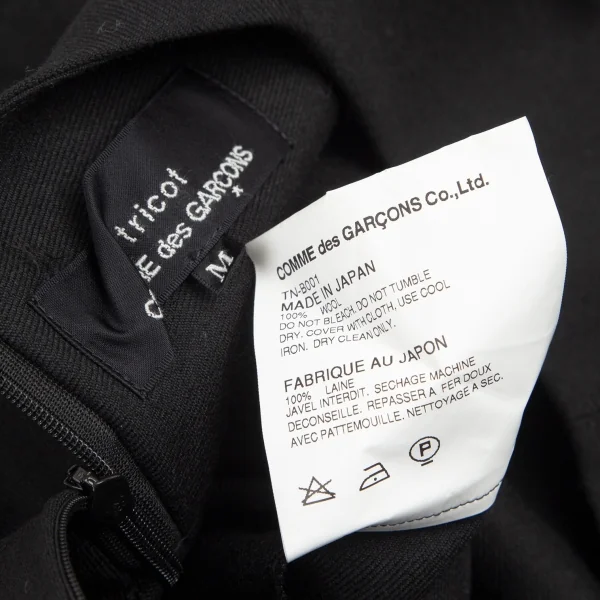 tricot
COMME des GARCONS
*
M
COMME des GARÇONS Co.,Ltd.
TN-B001
MADE IN JAPAN
100% WOOL
DO NOT BLEACH. DO NOT TUMBLE
DRY. COVER WITH CLOTH, USE COOL
IRON. DRY CLEAN ONLY.
FABRIQUE AU JAPON
100% LAINE
JAVEL INTERDIT. SECHAGE MACHINE
DECONSEILLE. REPASSER A FER DOUX
AVEC PATTEMOUILLE. NETTOYAGE A SEC.
P